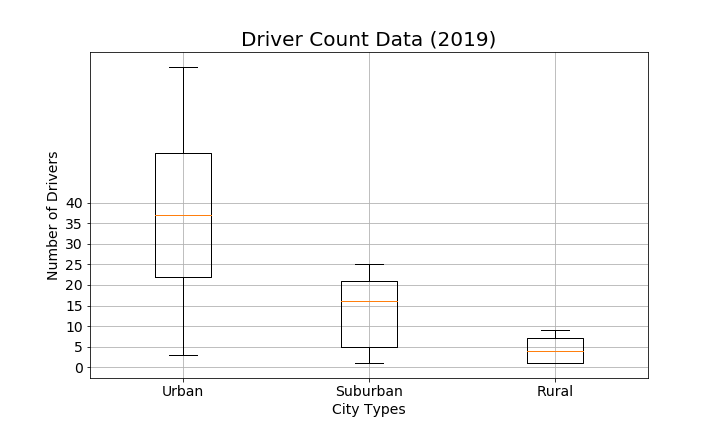 Driver Count Data (2019)
Number of Drivers
40
35
30
25
20
15
10
5
0
Urban
Suburban
Rural
City Types